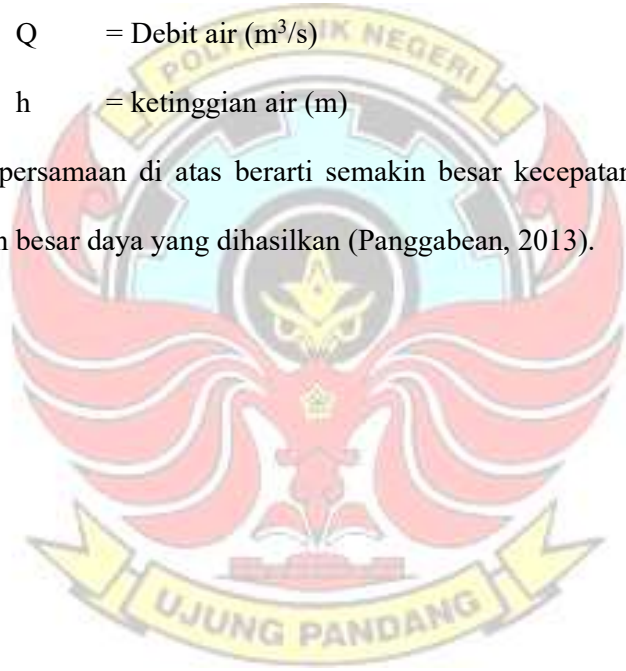 Q = Debit air (m³/s)
POLITEKNIK NEGERI
h = ketinggian air (m)
persamaan di atas berarti semakin besar kecepatan
besar daya yang dihasilkan (Panggabean, 2013).
UJUNG PANDANG